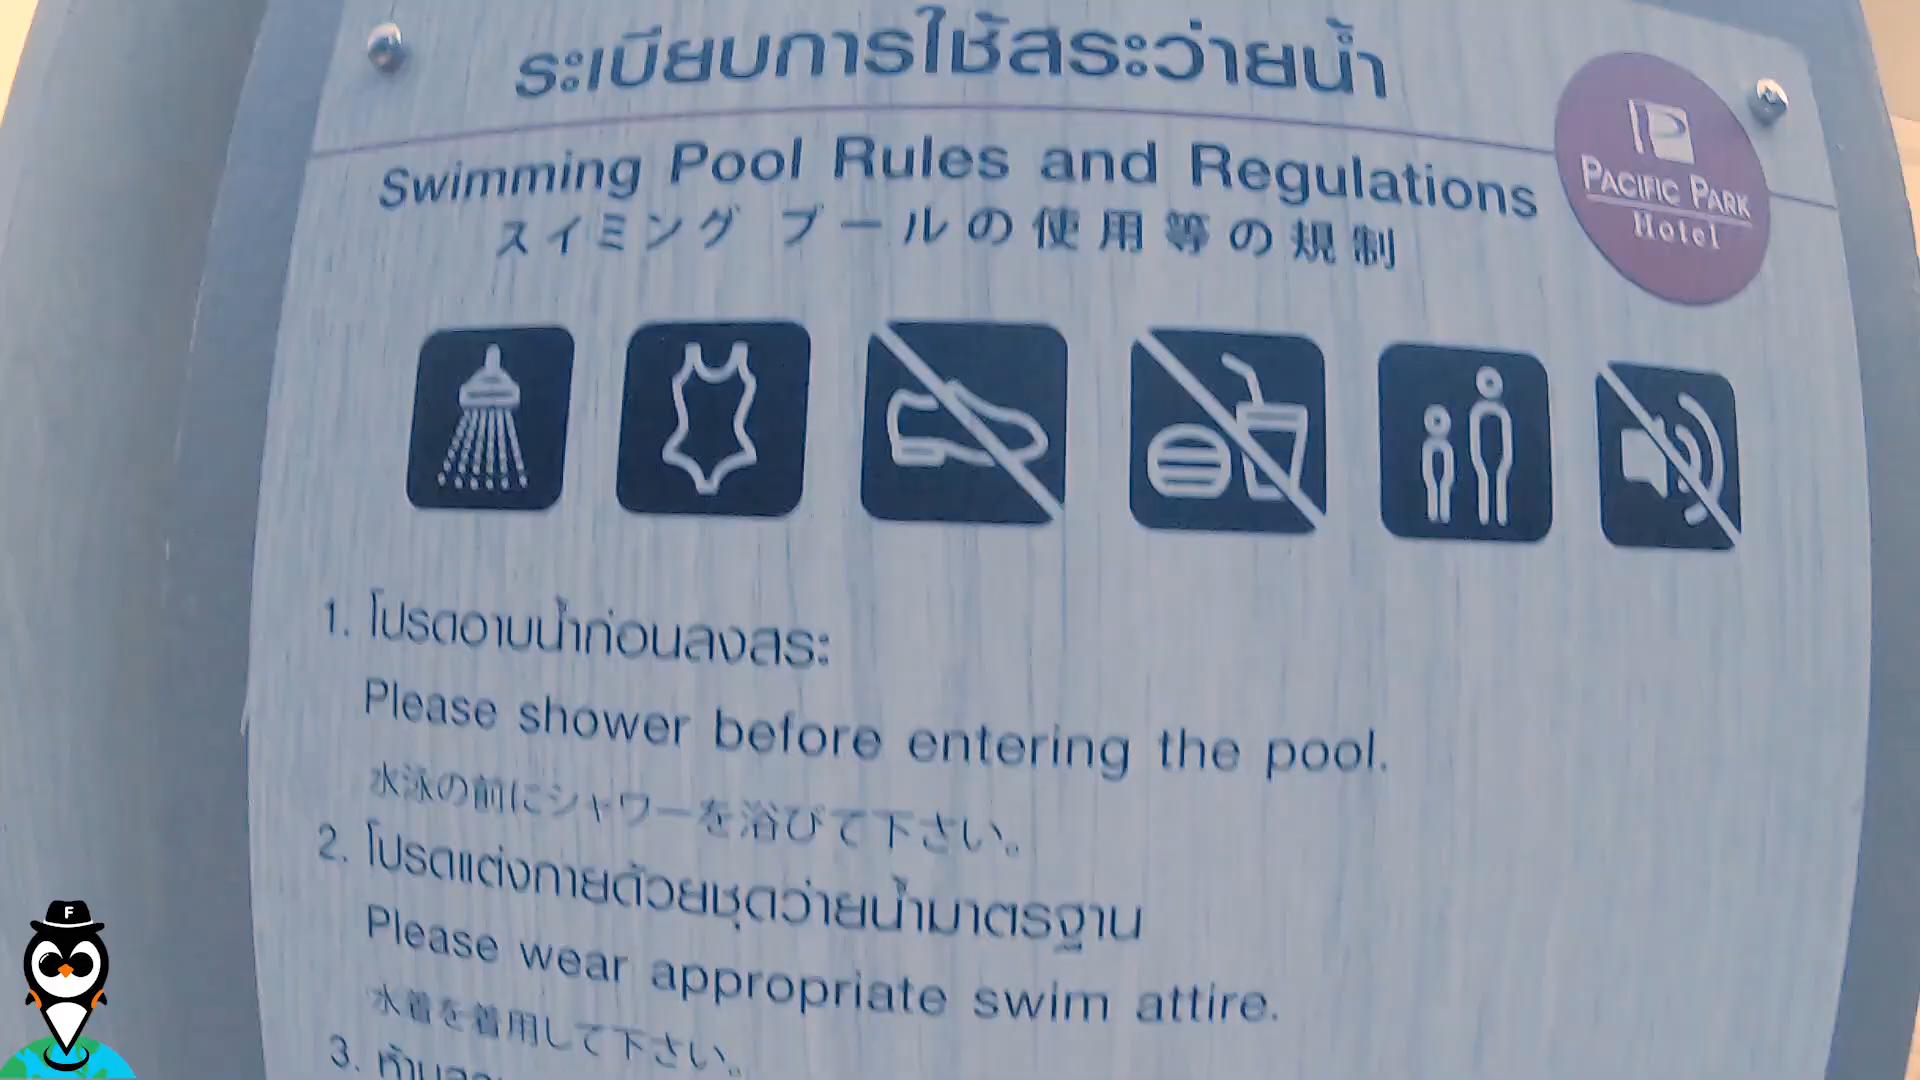 ระเบียบการใช้สระว่ายน้ำ
Swimming Pool Rules and Regulations
スイミング プールの使用等の規制
PACIFIC PARK
Hotel
1. โปรดอาบน้ำก่อนลงสระ
Please shower before entering the pool.
水泳の前にシャワーを浴びて下さい。
2. โปรดแต่งกายด้วยชุดว่ายน้ำมาตรฐาน
Please wear appropriate swim attire.
水着を着用して下さい。
3. ห้าม
F